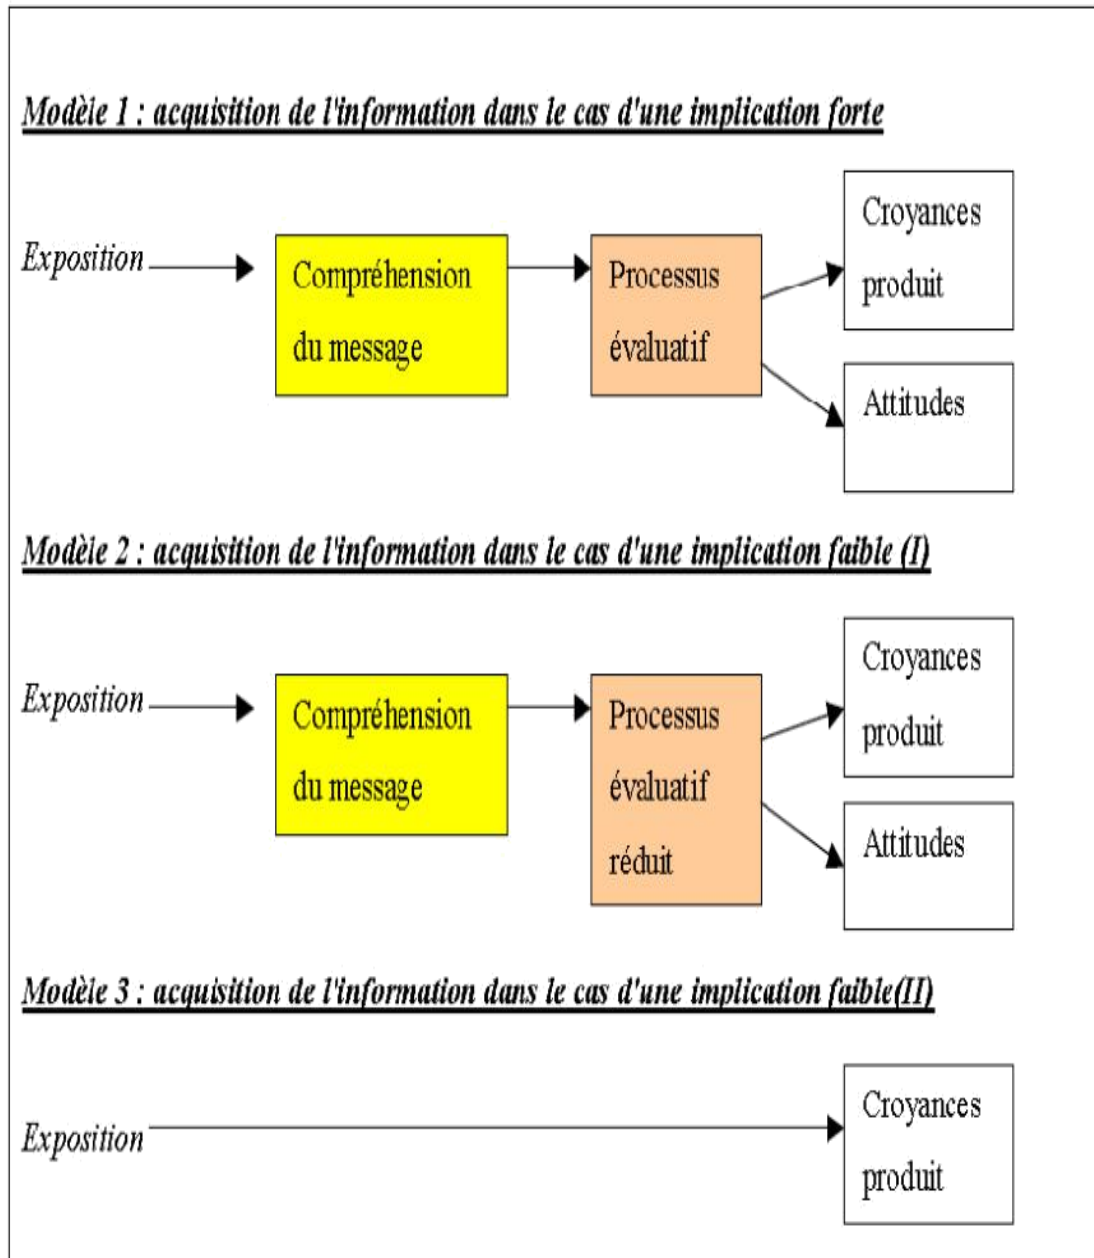 Modèle 1 : acquisition de l'information dans le cas d'une implication forte
Exposition
Compréhension
du message
Processus
évaluatif
Croyances
produit
Attitudes
Modèle 2 : acquisition de l'information dans le cas d'une implication faible (I)
Exposition
Compréhension
du message
Processus
évaluatif
réduit
Croyances
produit
Attitudes
Modèle 3 : acquisition de l'information dans le cas d'une implication faible(II)
Exposition
Croyances
produit